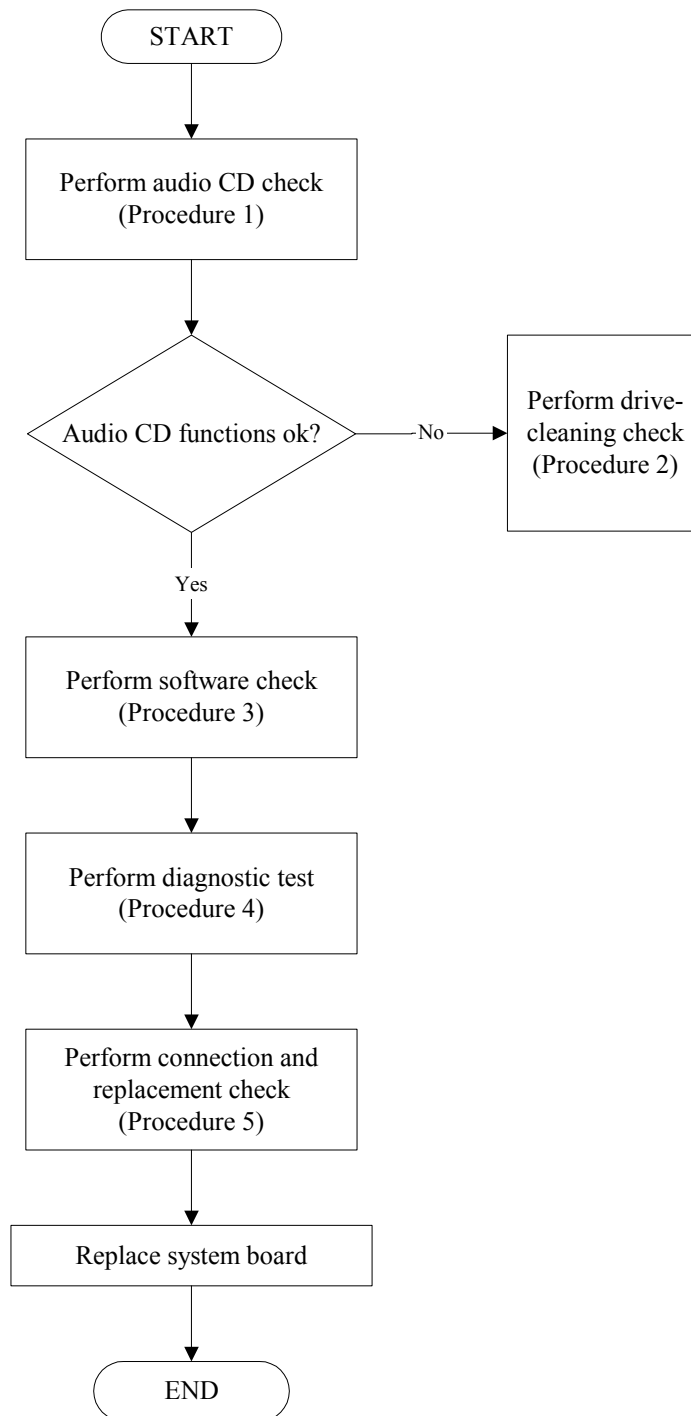 START
Perform audio CD check
(Procedure 1)
Audio CD functions ok?
No
Perform drive-
cleaning check
(Procedure 2)
Yes
Perform software check
(Procedure 3)
Perform diagnostic test
(Procedure 4)
Perform connection and
replacement check
(Procedure 5)
Replace system board
END